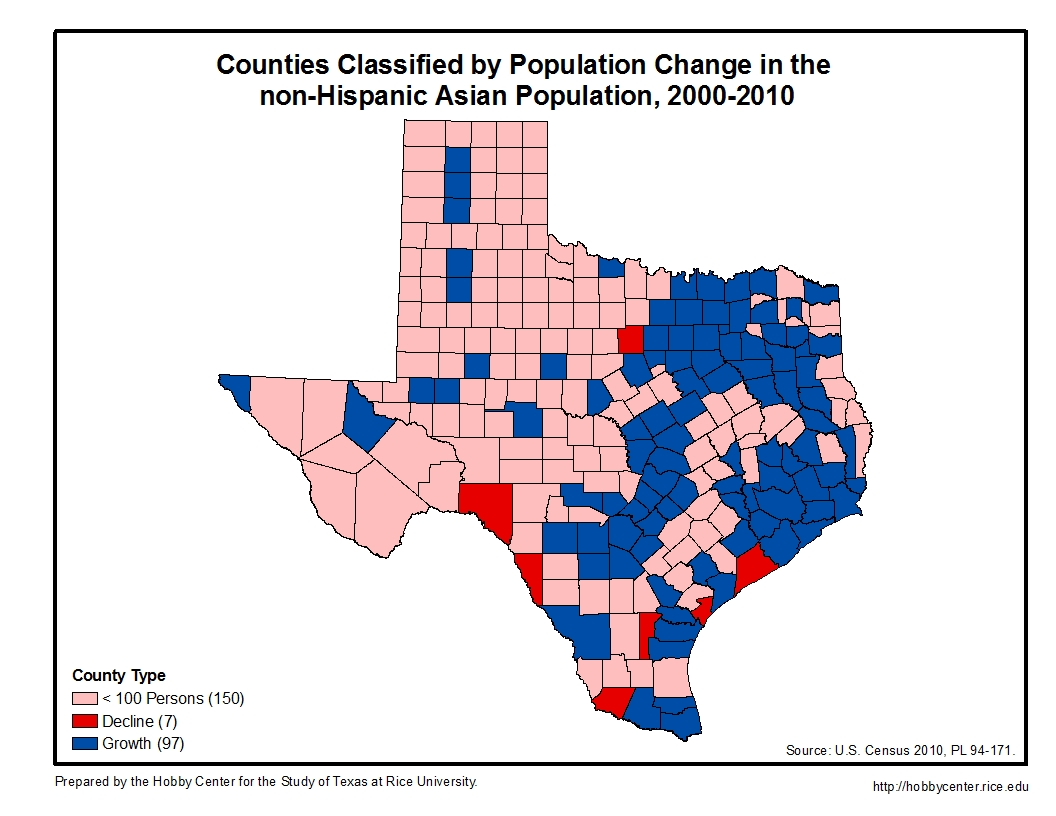 Counties Classified by Population Change in the
non-Hispanic Asian Population, 2000-2010
County Type
< 100 Persons (150)
Decline (7)
Growth (97)
Source: U.S. Census 2010, PL 94-171.
Prepared by the Hobby Center for the Study of Texas at Rice University.
http://hobbycenter.rice.edu